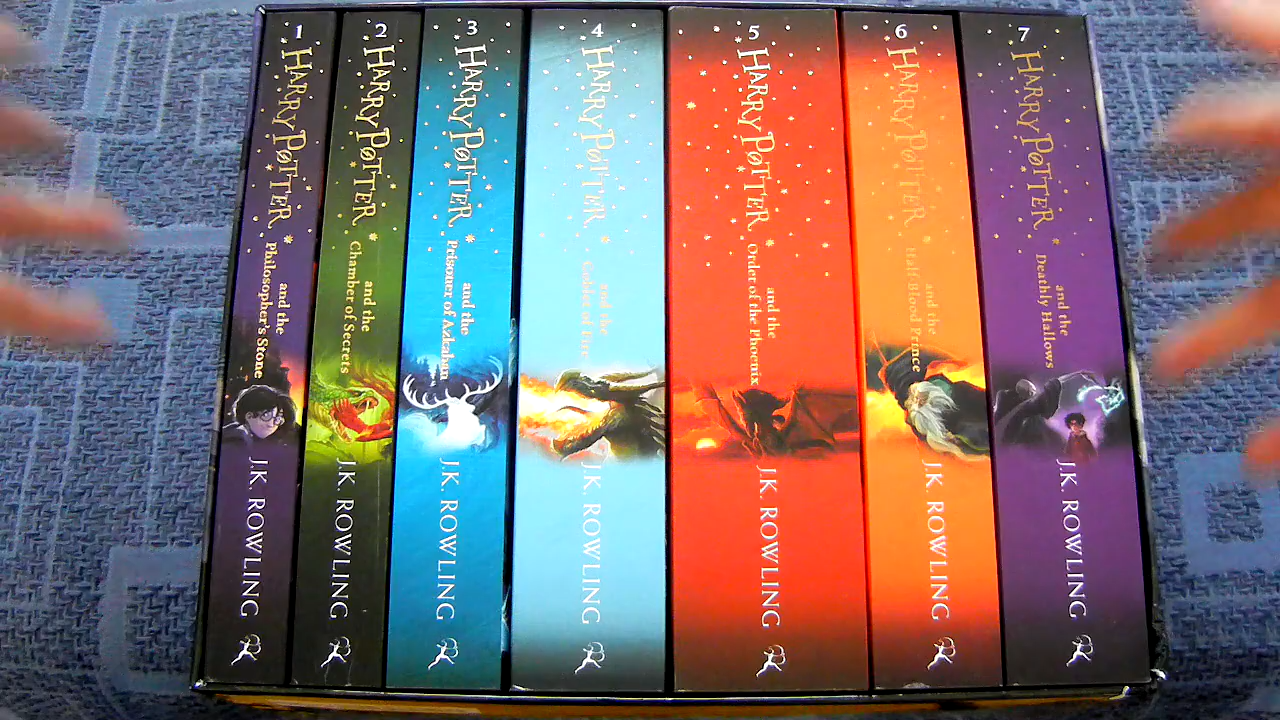 1
HARRY POTTER
and the
Philosopher's Stone
J.K. ROWLING
2
HARRY POTTER
and the
Chamber of Secrets
J.K. ROWLING
3
HARRY POTTER
and the
Prisoner of Azkaban
J.K. ROWLING
4
HARRY POTTER
and the
Goblet of Fire
J.K. ROWLING
5
HARRY POTTER
and the
Order of the Phoenix
J.K. ROWLING
6
HARRY POTTER
and the
Half Blood Prince
J.K. ROWLING
7
HARRY POTTER
and the
Deathly Hallows
J.K. ROWLING